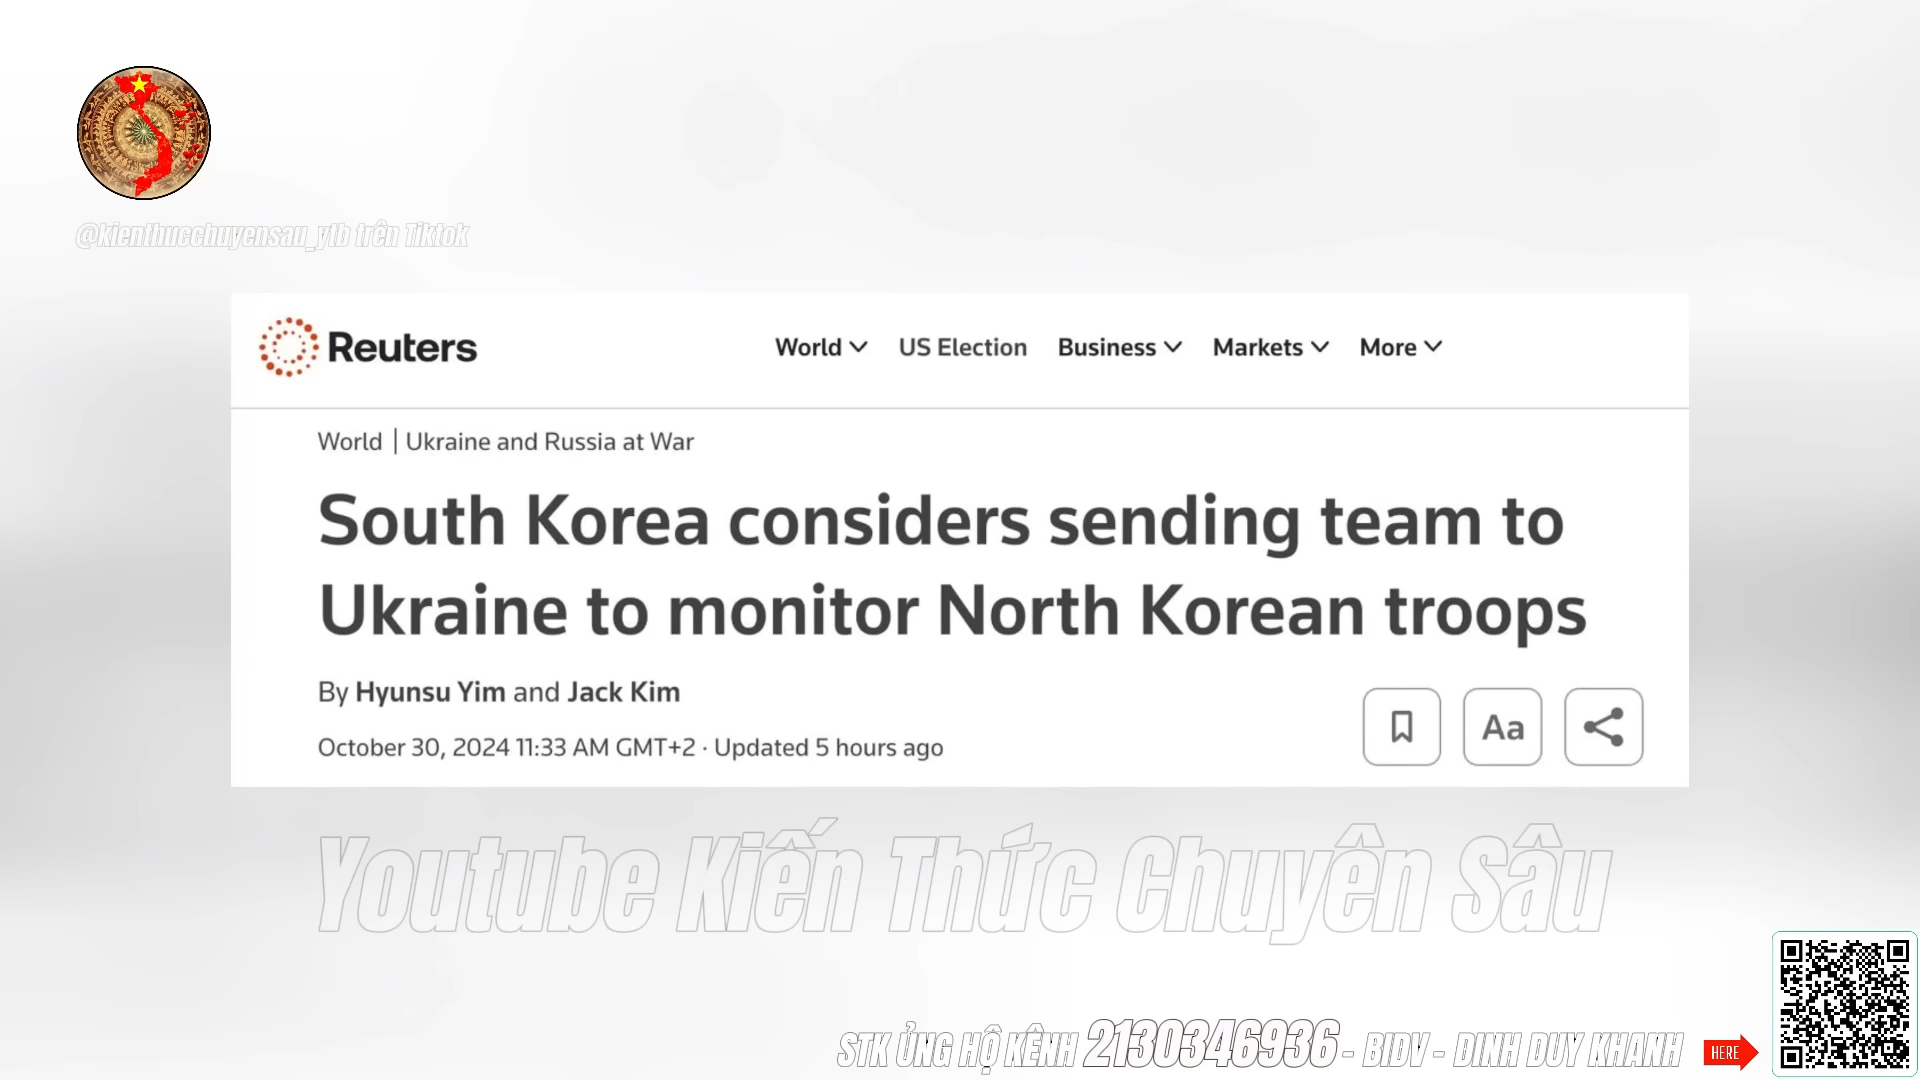 @kienthucchuyensau_ytb trên Tiktok
Reuters
World US Election Business Markets More
World | Ukraine and Russia at War
South Korea considers sending team to
Ukraine to monitor North Korean troops
By Hyunsu Yim and Jack Kim
Aa
October 30, 2024 11:33 AM GMT+2 · Updated 5 hours ago
Youtube Kiến Thức Chuyên Sâu
STK ỦNG HỘ KÊNH 2130346936 - BIDV - DINH DUY KHANH
HERE